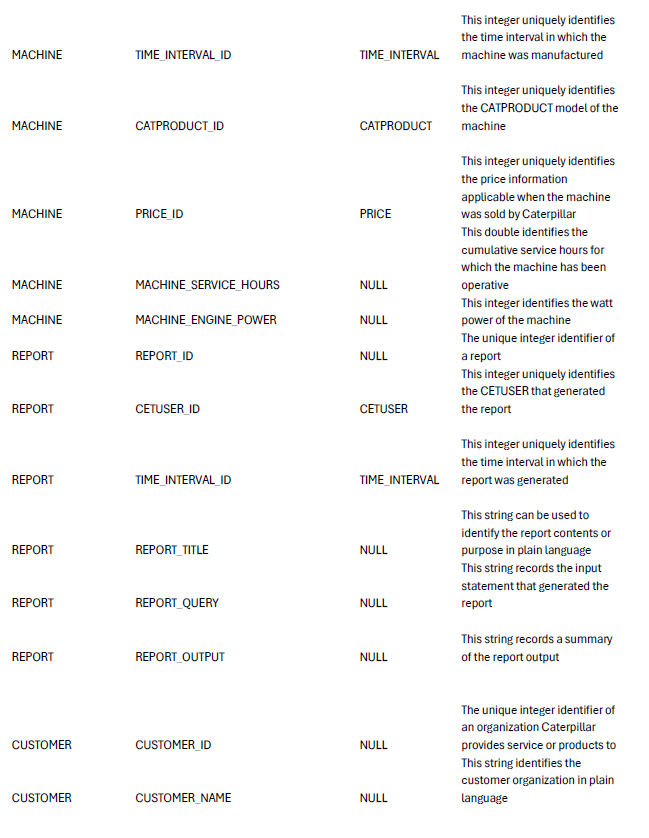 This integer uniquely identifies
the time interval in which the
MACHINE TIME_INTERVAL_ID TIME_INTERVAL machine was manufactured
This integer uniquely identifies
the CATPRODUCT model of the
MACHINE CATPRODUCT_ID CATPRODUCT machine
This integer uniquely identifies
the price information
applicable when the machine
MACHINE PRICE_ID PRICE was sold by Caterpillar
This double identifies the
cumulative service hours for
which the machine has been
MACHINE MACHINE_SERVICE_HOURS NULL operative
This integer identifies the watt
MACHINE MACHINE_ENGINE_POWER NULL power of the machine
The unique integer identifier of
REPORT REPORT_ID NULL a report
This integer uniquely identifies
the CETUSER that generated
REPORT CETUSER_ID CETUSER the report
This integer uniquely identifies
the time interval in which the
REPORT TIME_INTERVAL_ID TIME_INTERVAL report was generated
This string can be used to
identify the report contents or
REPORT REPORT_TITLE NULL purpose in plain language
This string records the input
statement that generated the
REPORT REPORT_QUERY NULL report
This string records a summary
REPORT REPORT_OUTPUT NULL of the report output
The unique integer identifier of
an organization Caterpillar
CUSTOMER CUSTOMER_ID NULL provides service or products to
This string identifies the
customer organization in plain
CUSTOMER CUSTOMER_NAME NULL language